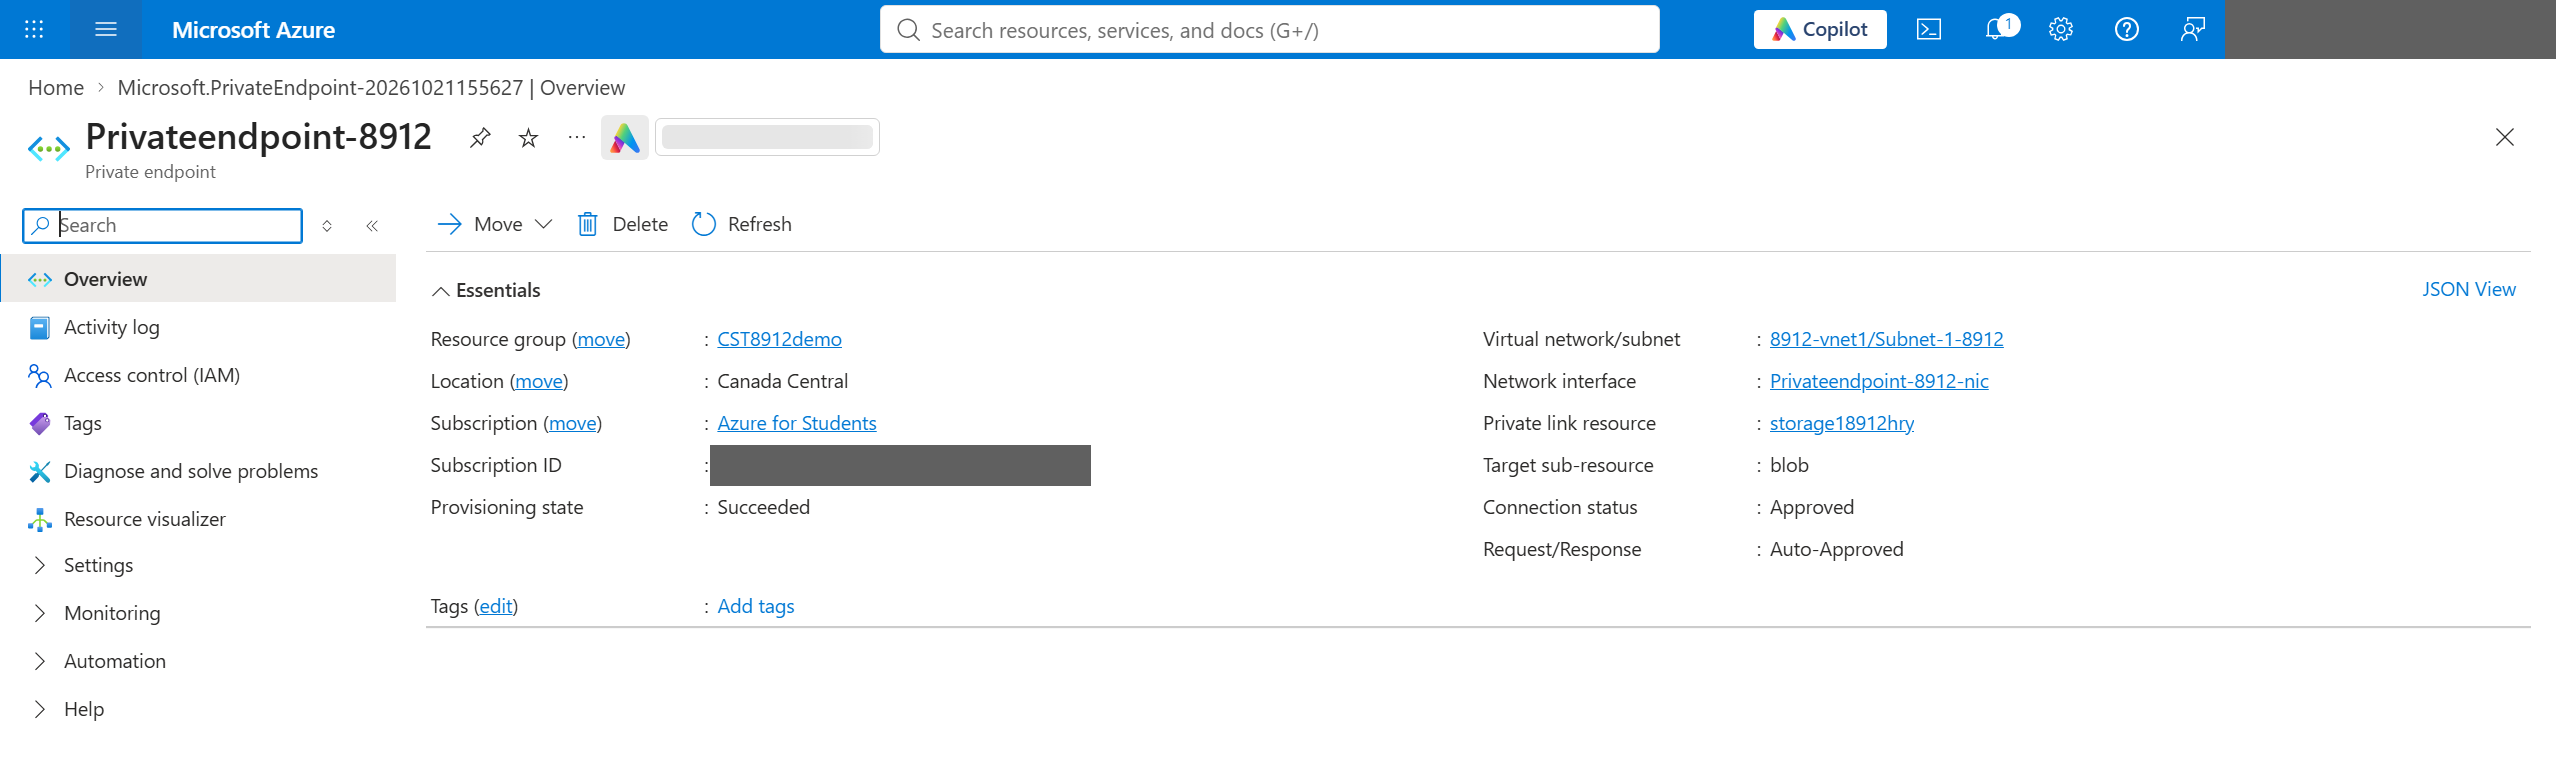 Microsoft Azure
Search resources, services, and docs (G+/)
Copilot
1
Home > Microsoft.PrivateEndpoint-20261021155627 | Overview
Privateendpoint-8912
Private endpoint
Search
Move
Delete
Refresh
Overview
Activity log
Access control (IAM)
Tags
Diagnose and solve problems
Resource visualizer
Settings
Monitoring
Automation
Help
Essentials
JSON View
Resource group (move) : CST8912demo
Location (move) : Canada Central
Subscription (move) : Azure for Students
Subscription ID :
Provisioning state : Succeeded
Virtual network/subnet : 8912-vnet1/Subnet-1-8912
Network interface : Privateendpoint-8912-nic
Private link resource : storage18912hry
Target sub-resource : blob
Connection status : Approved
Request/Response : Auto-Approved
Tags (edit) : Add tags